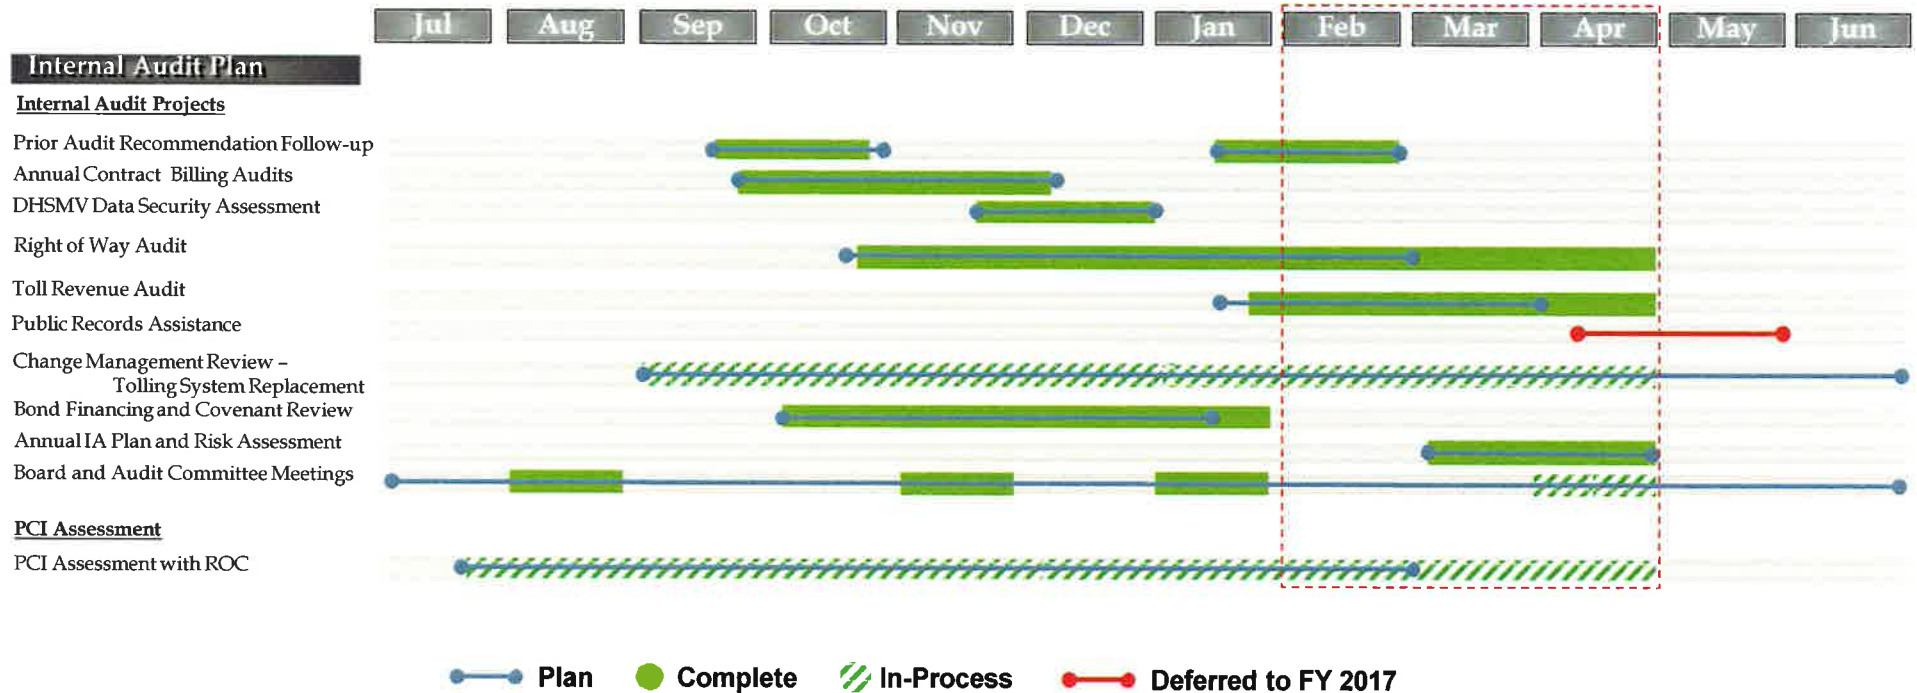 Jul Aug Sep Oct Nov Dec Jan Feb Mar Apr May Jun
Internal Audit Plan
Internal Audit Projects
Prior Audit Recommendation Follow-up
Annual Contract Billing Audits
DHSMV Data Security Assessment
Right of Way Audit
Toll Revenue Audit
Public Records Assistance
Change Management Review –
Tolling System Replacement
Bond Financing and Covenant Review
Annual IA Plan and Risk Assessment
Board and Audit Committee Meetings
PCI Assessment
PCI Assessment with ROC
Plan Complete In-Process Deferred to FY 2017